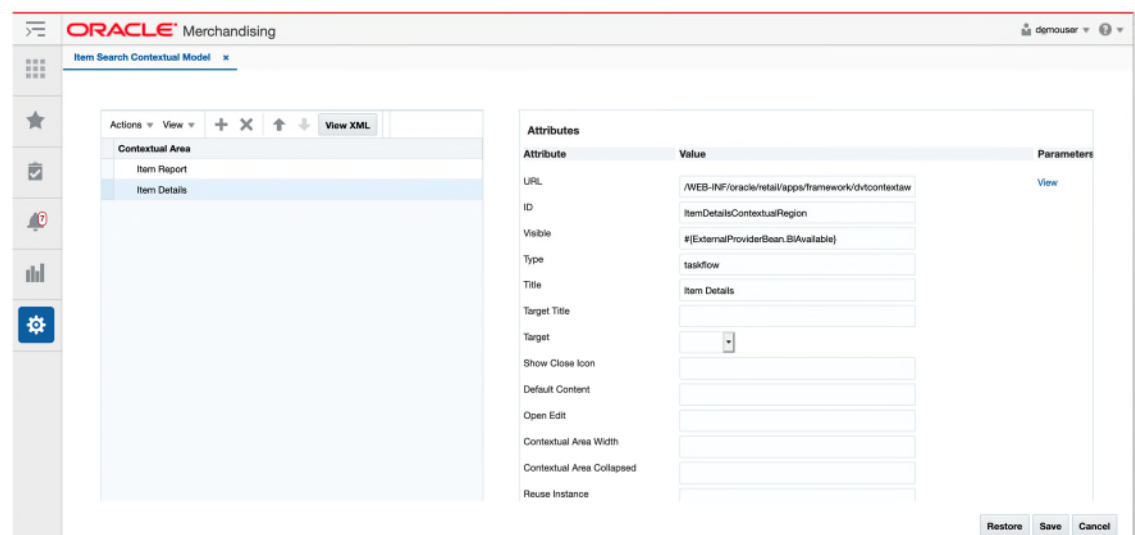 ORACLE Merchandising
demouser
Item Search Contextual Model ×
Actions View View XML
Contextual Area
Item Report
Item Details
7
Attributes
Attribute Value Parameters
URL /WEB-INF/oracle/retail/apps/framework/dvtcontextaw View
ID ItemDetailsContextualRegion
Visible #{ExternalProviderBean.BIAvailable}
Type taskflow
Title Item Details
Target Title
Target
Show Close Icon
Default Content
Open Edit
Contextual Area Width
Contextual Area Collapsed
Reuse Instance
Restore Save Cancel